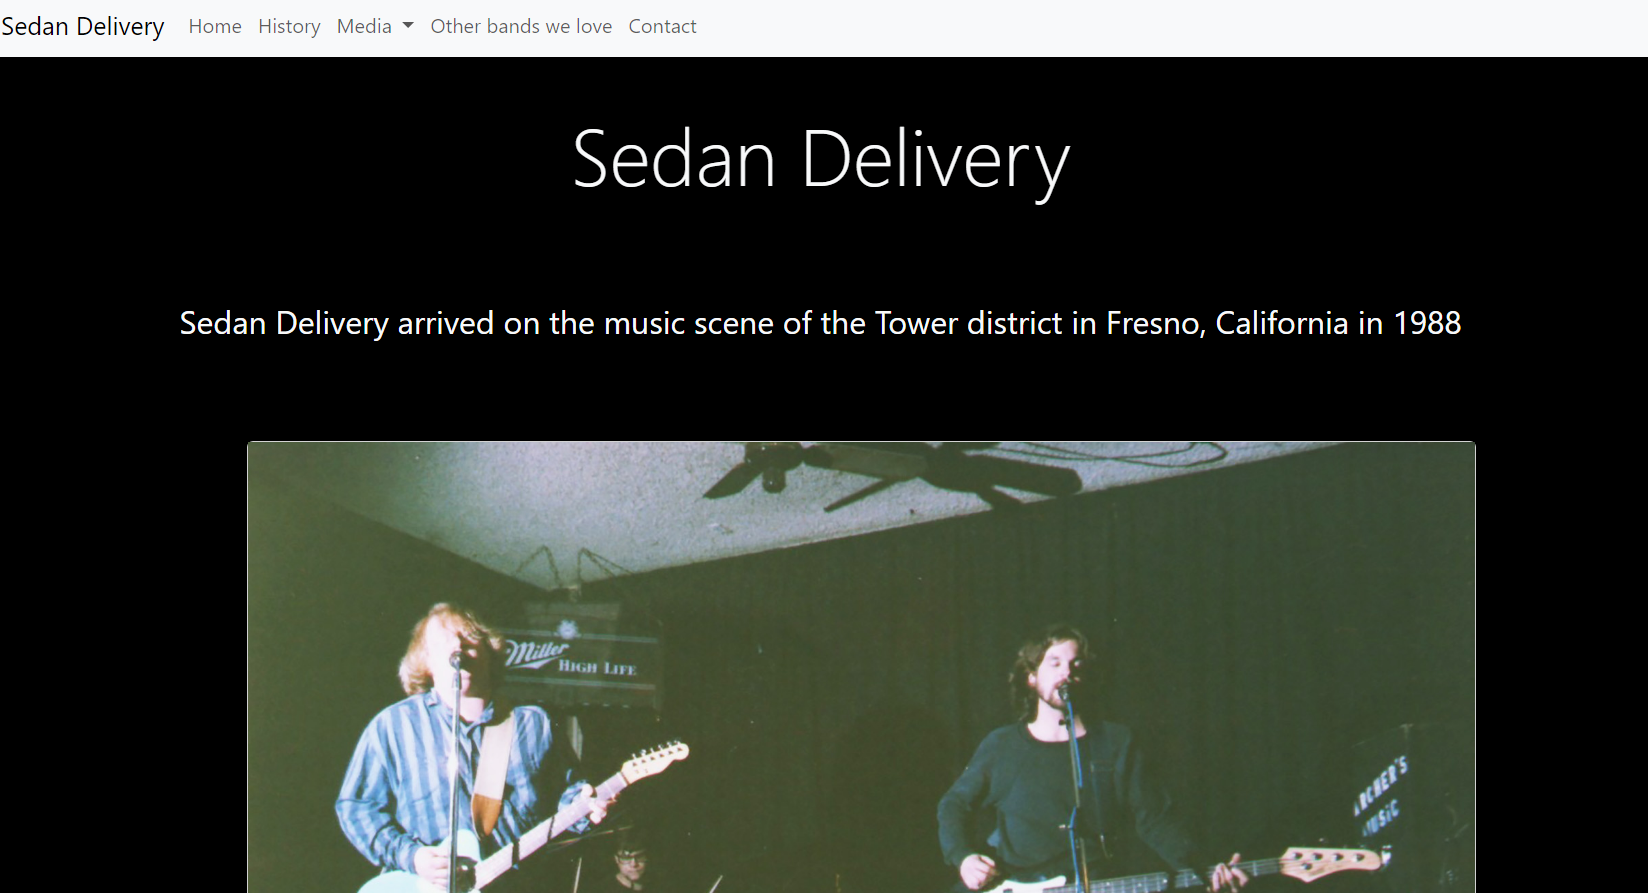 Sedan Delivery Home History Media Other bands we love Contact
Sedan Delivery
Sedan Delivery arrived on the music scene of the Tower district in Fresno, California in 1988
Miller
HIGH LIFE
ARCHER'S
MUSIC